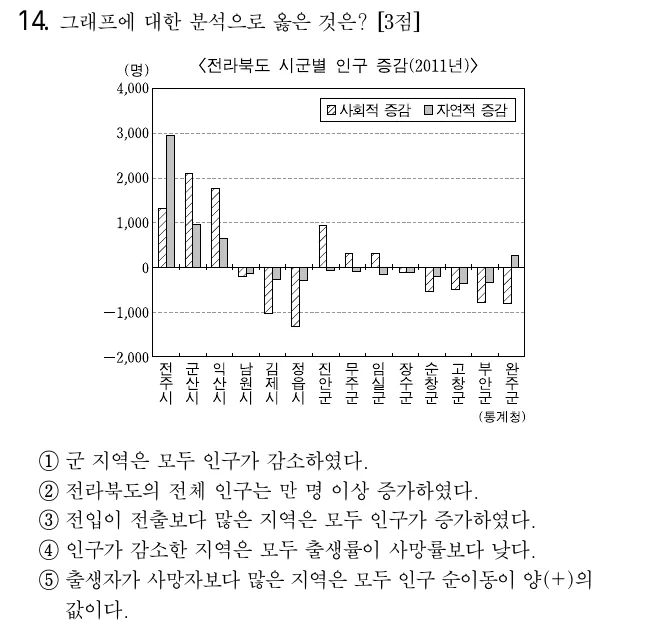 14. 그래프에 대한 분석으로 옳은 것은? [3점]
<전라북도 시군별 인구 증감(2011년)>
(명)
4,000
3,000
2,000
1,000
0
-1,000
-2,000
사회적 증감 자연적 증감
전주시 군산시 익산시 남원시 김제시 정읍시 진안군 무주군 임실군 장수군 순창군 고창군 부안군 완주군
(통계청)
① 군 지역은 모두 인구가 감소하였다.
② 전라북도의 전체 인구는 만 명 이상 증가하였다.
③ 전입이 전출보다 많은 지역은 모두 인구가 증가하였다.
④ 인구가 감소한 지역은 모두 출생률이 사망률보다 낮다.
⑤ 출생자가 사망자보다 많은 지역은 모두 인구 순이동이 양(+)의
값이다.